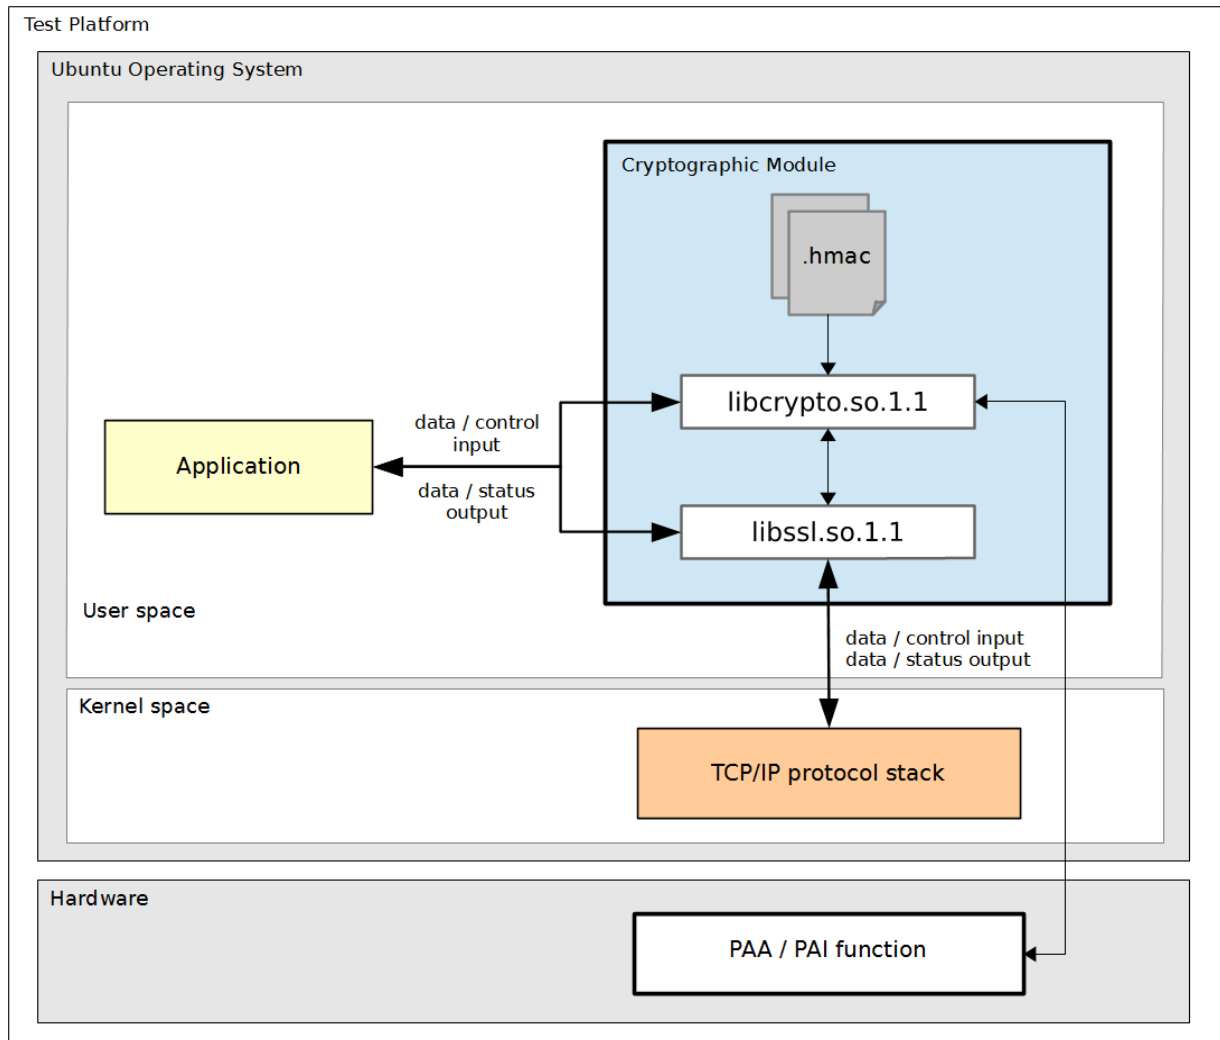 Test Platform
Ubuntu Operating System
Cryptographic Module
.hmac
libcrypto.so.1.1
data / control
input
Application
data / status
output
libssl.so.1.1
User space
data / control input
data / status output
Kernel space
TCP/IP protocol stack
Hardware
PAA / PAI function